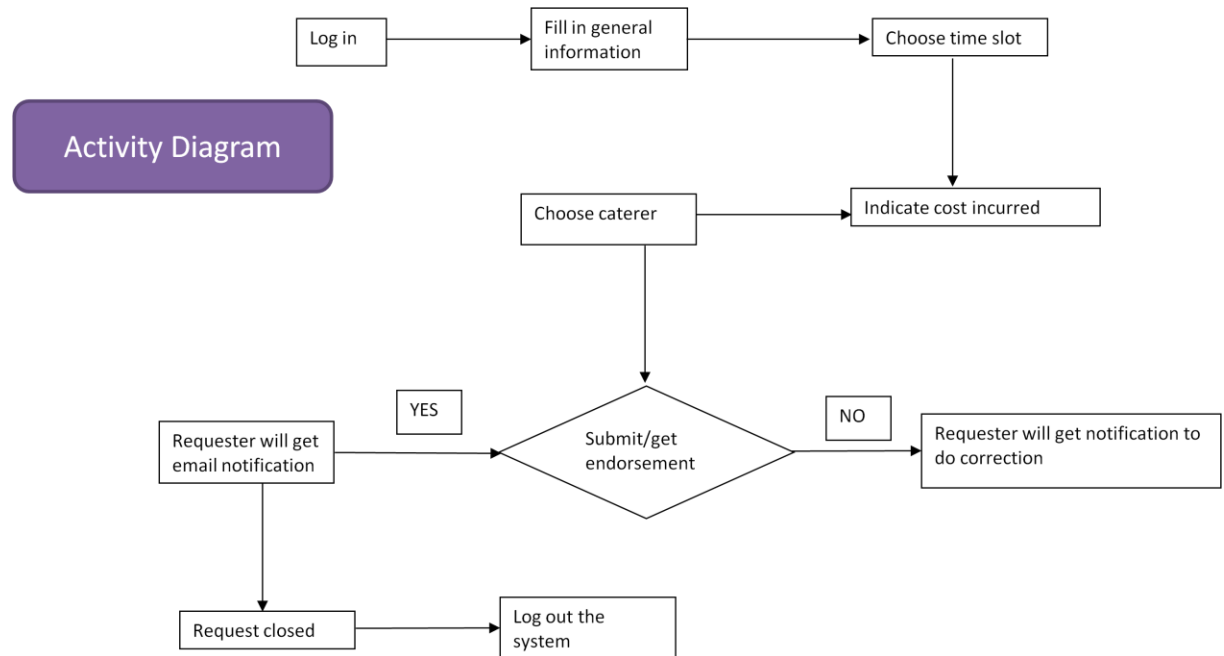 Log in
Fill in general
information
Choose time slot
Activity Diagram
Choose caterer
Indicate cost incurred
YES
NO
Requester will get
email notification
Submit/get
endorsement
Requester will get notification to
do correction
Request closed
Log out the
system